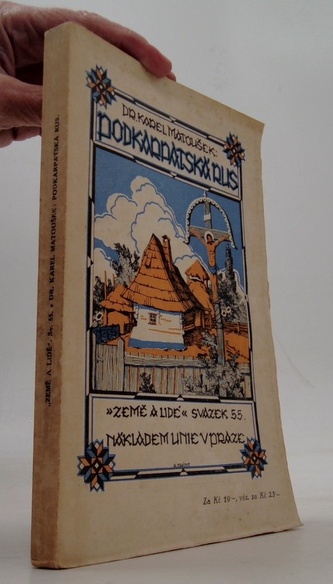 DR. KAREL MATOUŠEK:
PODKARPATSKÁ RUS
»ZEMĚ A LIDÉ« SVAZEK 55.
NÁKLADEM UNIE V PRAZE
Za Kč 19·–, váz. za Kč 23·–
„ZEMĚ A LIDÉ“. Sv. 55. • DR. KAREL MATOUŠEK: PODKARPATSKÁ RUS.